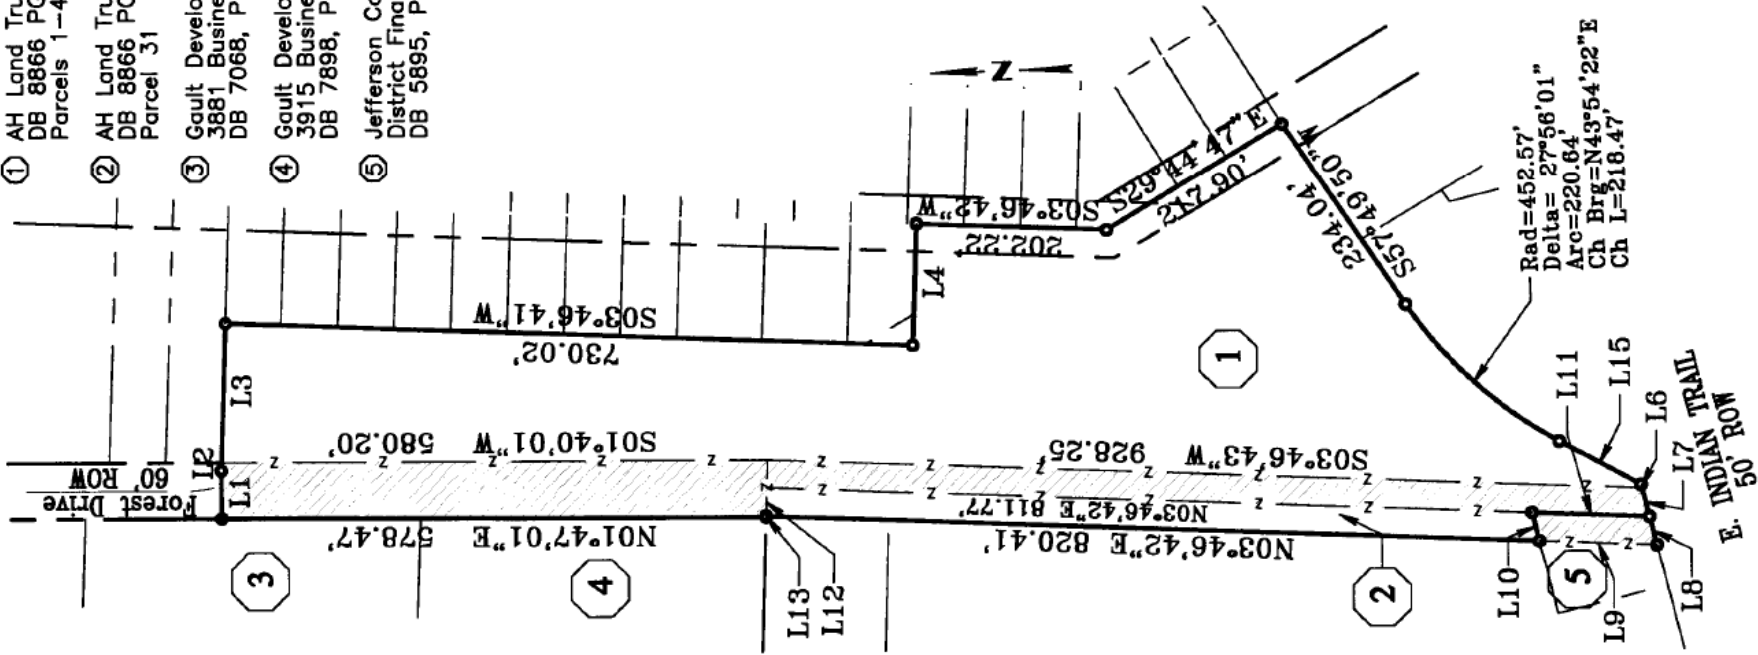 ① AH Land Tru
DB 8866 PG
Parcels 1-4
② AH Land Tru
DB 8866 PG
Parcel 31
③ Gault Develo
3881 Busine
DB 7068, P
④ Gault Develo
3915 Busine
DB 7898, P
⑤ Jefferson Co
District Fina
DB 5895, P
Forest Drive
60' ROW
L1
L2
L3
S03°46'41"W
730.02'
L4
S03°46'42"W
202.22'
Z
S29°44'47"E
217.90'
S57°49'50"W
234.04'
Rad=452.57'
Delta= 27°56'01"
Arc=220.64'
Ch Brg=N43°54'22"E
Ch L=218.47'
S01°40'01"W 580.20'
N01°47'01"E 578.47'
S03°46'43"W 928.25'
N03°46'42"E 811.77'
N03°46'42"E 820.41'
1
2
3
4
5
L13
L12
L10
L9
L8
L11
L15
L6
L7
E. INDIAN TRAIL
50' ROW
z z z z z
z z z z z
z z z z z
z z